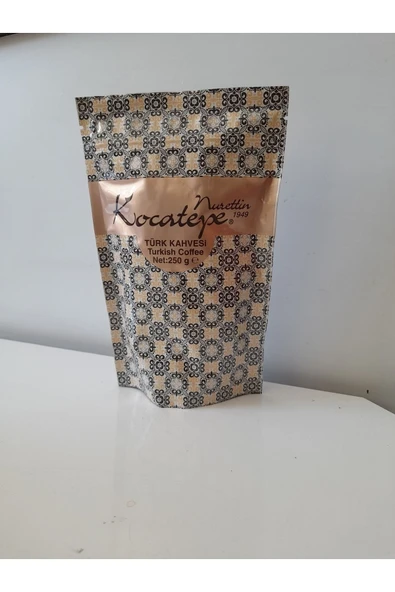 Nurettin
Kocatepe®
1949
TÜRK KAHVESİ
Turkish Coffee
Net:250 g ℮